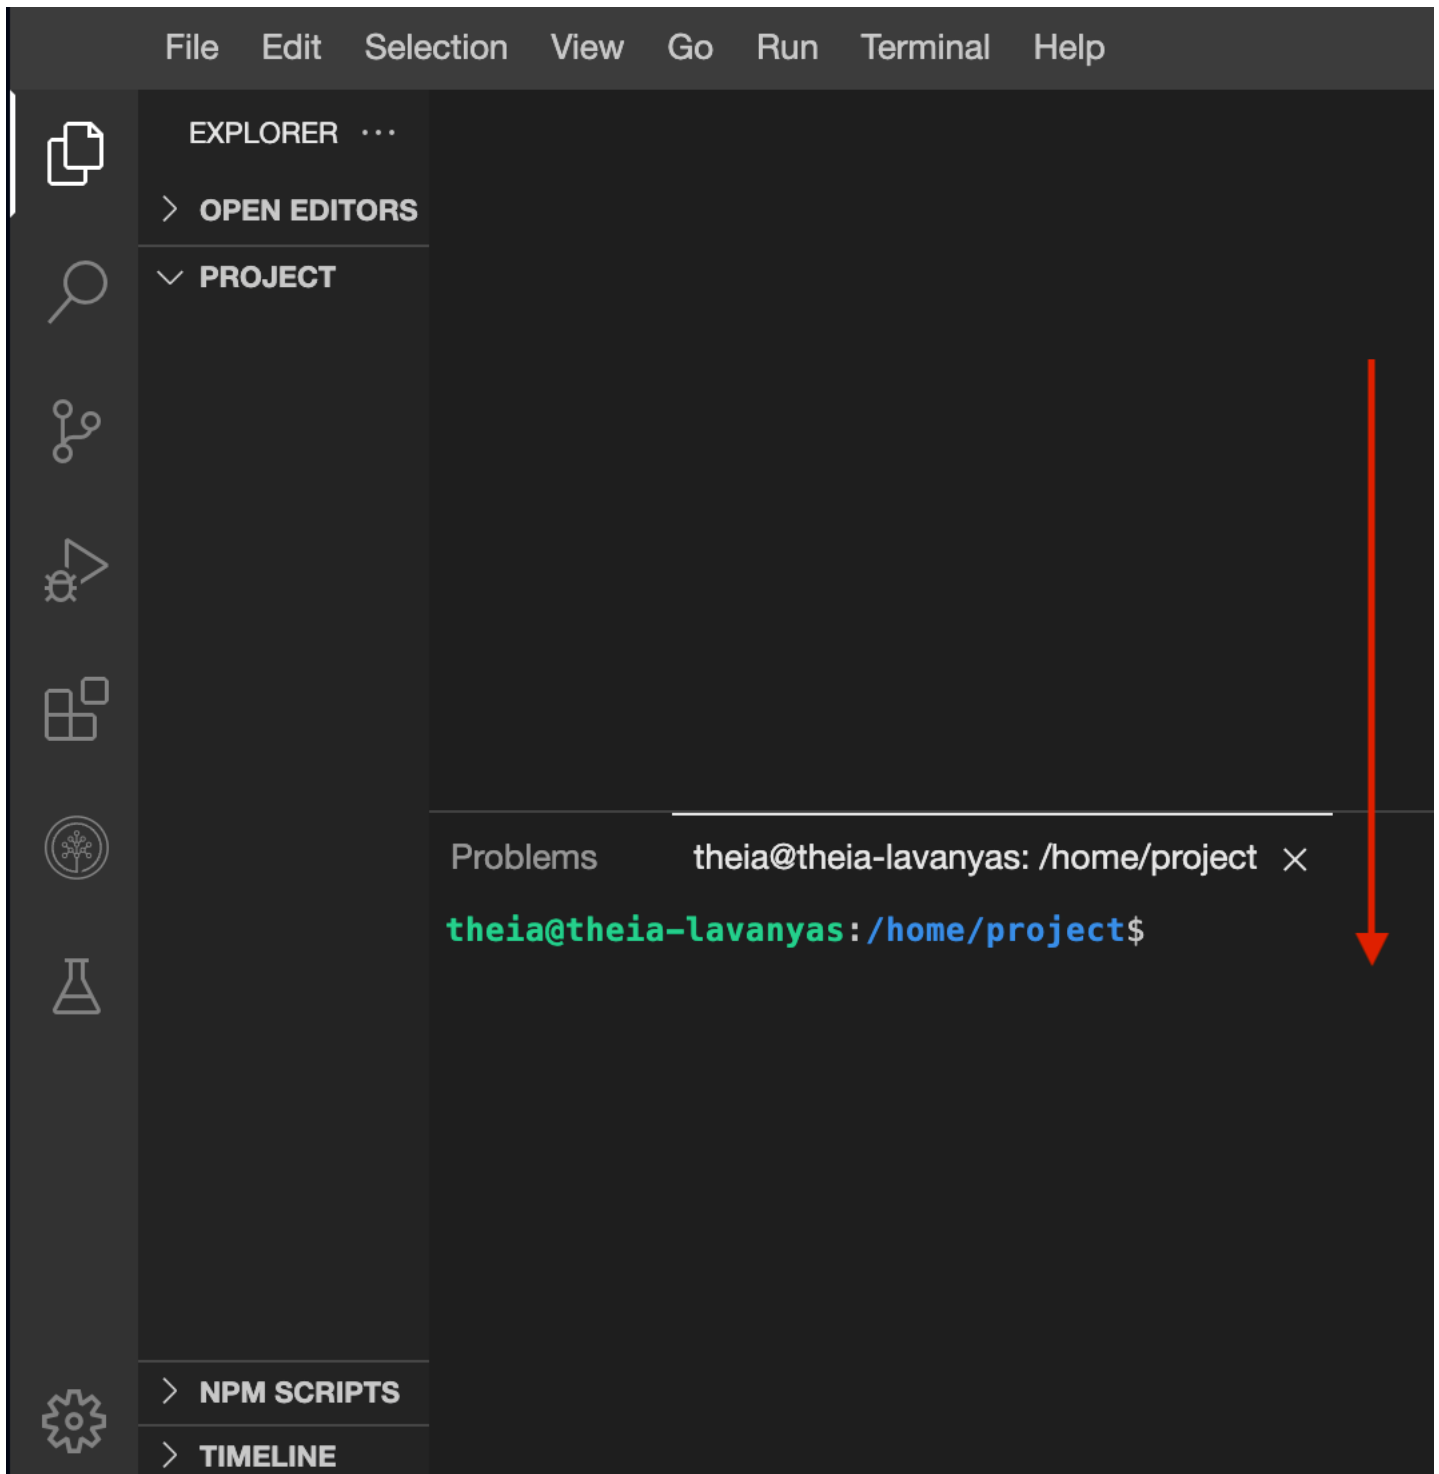 File Edit Selection View Go Run Terminal Help
EXPLORER ···
OPEN EDITORS
PROJECT
Problems theia@theia-lavanyas: /home/project
theia@theia-lavanyas:/home/project$
NPM SCRIPTS
TIMELINE